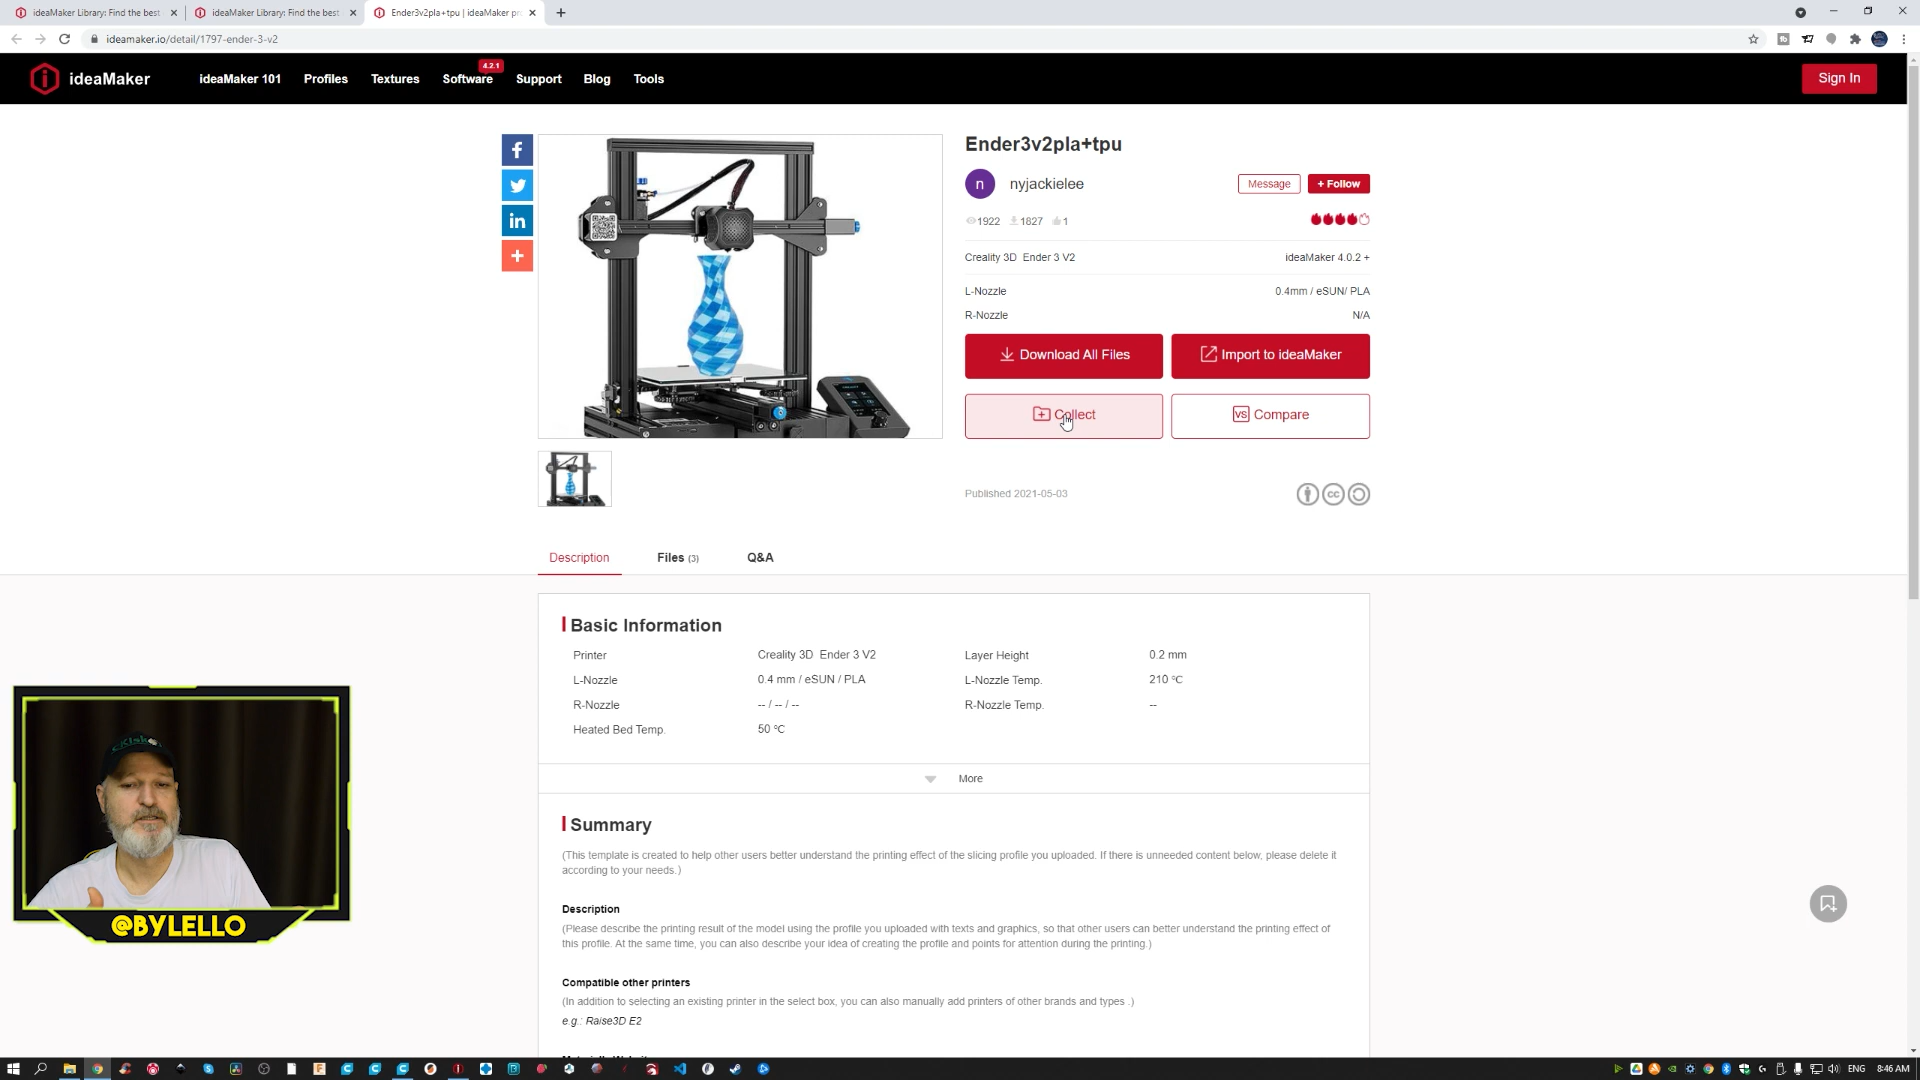 ideaMaker Library: Find the best
ideaMaker Library: Find the best
Ender3v2pla+tpu | ideaMaker pr
ideamaker.io/detail/1797-ender-3-v2
ideaMaker
ideaMaker 101
Profiles
Textures
Software
4.2.1
Support
Blog
Tools
Sign In
Ender3v2pla+tpu
n nyjackielee
Message
+ Follow
1922 1827 1
Creality 3D Ender 3 V2 ideaMaker 4.0.2 +
L-Nozzle 0.4mm / eSUN/ PLA
R-Nozzle N/A
Download All Files
Import to ideaMaker
Collect
VS Compare
Published 2021-05-03
cc
Description
Files (3)
Q&A
Basic Information
Printer Creality 3D Ender 3 V2 Layer Height 0.2 mm
L-Nozzle 0.4 mm / eSUN / PLA L-Nozzle Temp. 210 °C
R-Nozzle -- / -- / -- R-Nozzle Temp. --
Heated Bed Temp. 50 °C
More
Summary
(This template is created to help other users better understand the printing effect of the slicing profile you uploaded. If there is unneeded content below, please delete it
according to your needs.)
Description
(Please describe the printing result of the model using the profile you uploaded with texts and graphics, so that other users can better understand the printing effect of
this profile. At the same time, you can also describe your idea of creating the profile and points for attention during the printing.)
Compatible other printers
(In addition to selecting an existing printer in the select box, you can also manually add printers of other brands and types .)
e.g.: Raise3D E2
@BYLELLO
ENG 8:46 AM